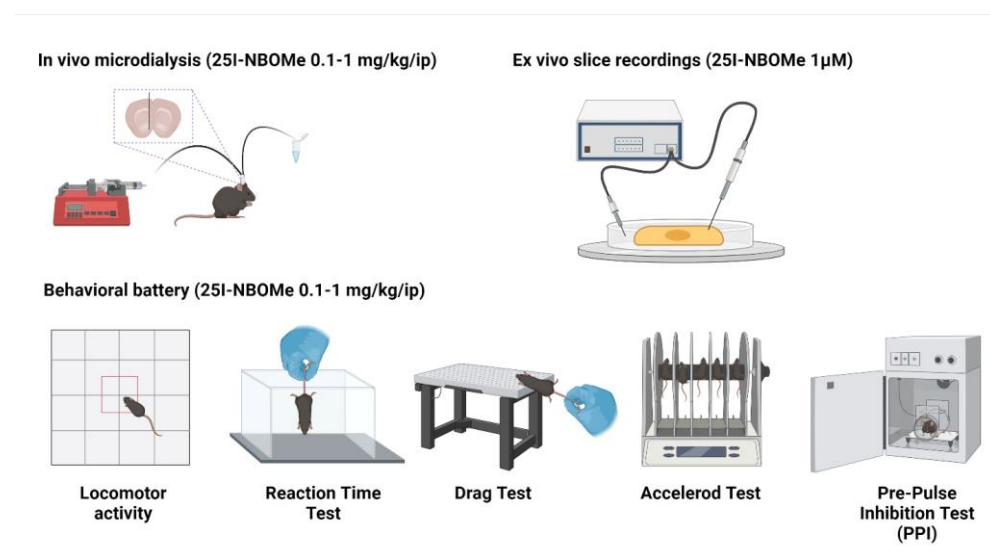 In vivo microdialysis (25I-NBOMe 0.1-1 mg/kg/ip)
Ex vivo slice recordings (25I-NBOMe 1µM)
Behavioral battery (25I-NBOMe 0.1-1 mg/kg/ip)
Locomotor
activity
Reaction Time
Test
Drag Test
Accelerod Test
Pre-Pulse
Inhibition Test
(PPI)